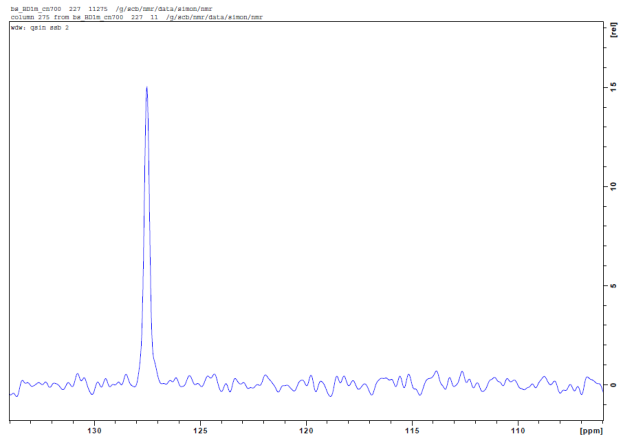 bs_BD1m_cn700 227 11275 /g/scb/nmr/data/simon/nmr
column 275 from bs_BD1m_cn700 227 11 /g/scb/nmr/data/simon/nmr
wdw: qsin ssb 2
[rel]
15
10
5
0
130
125
120
115
110
[ppm]